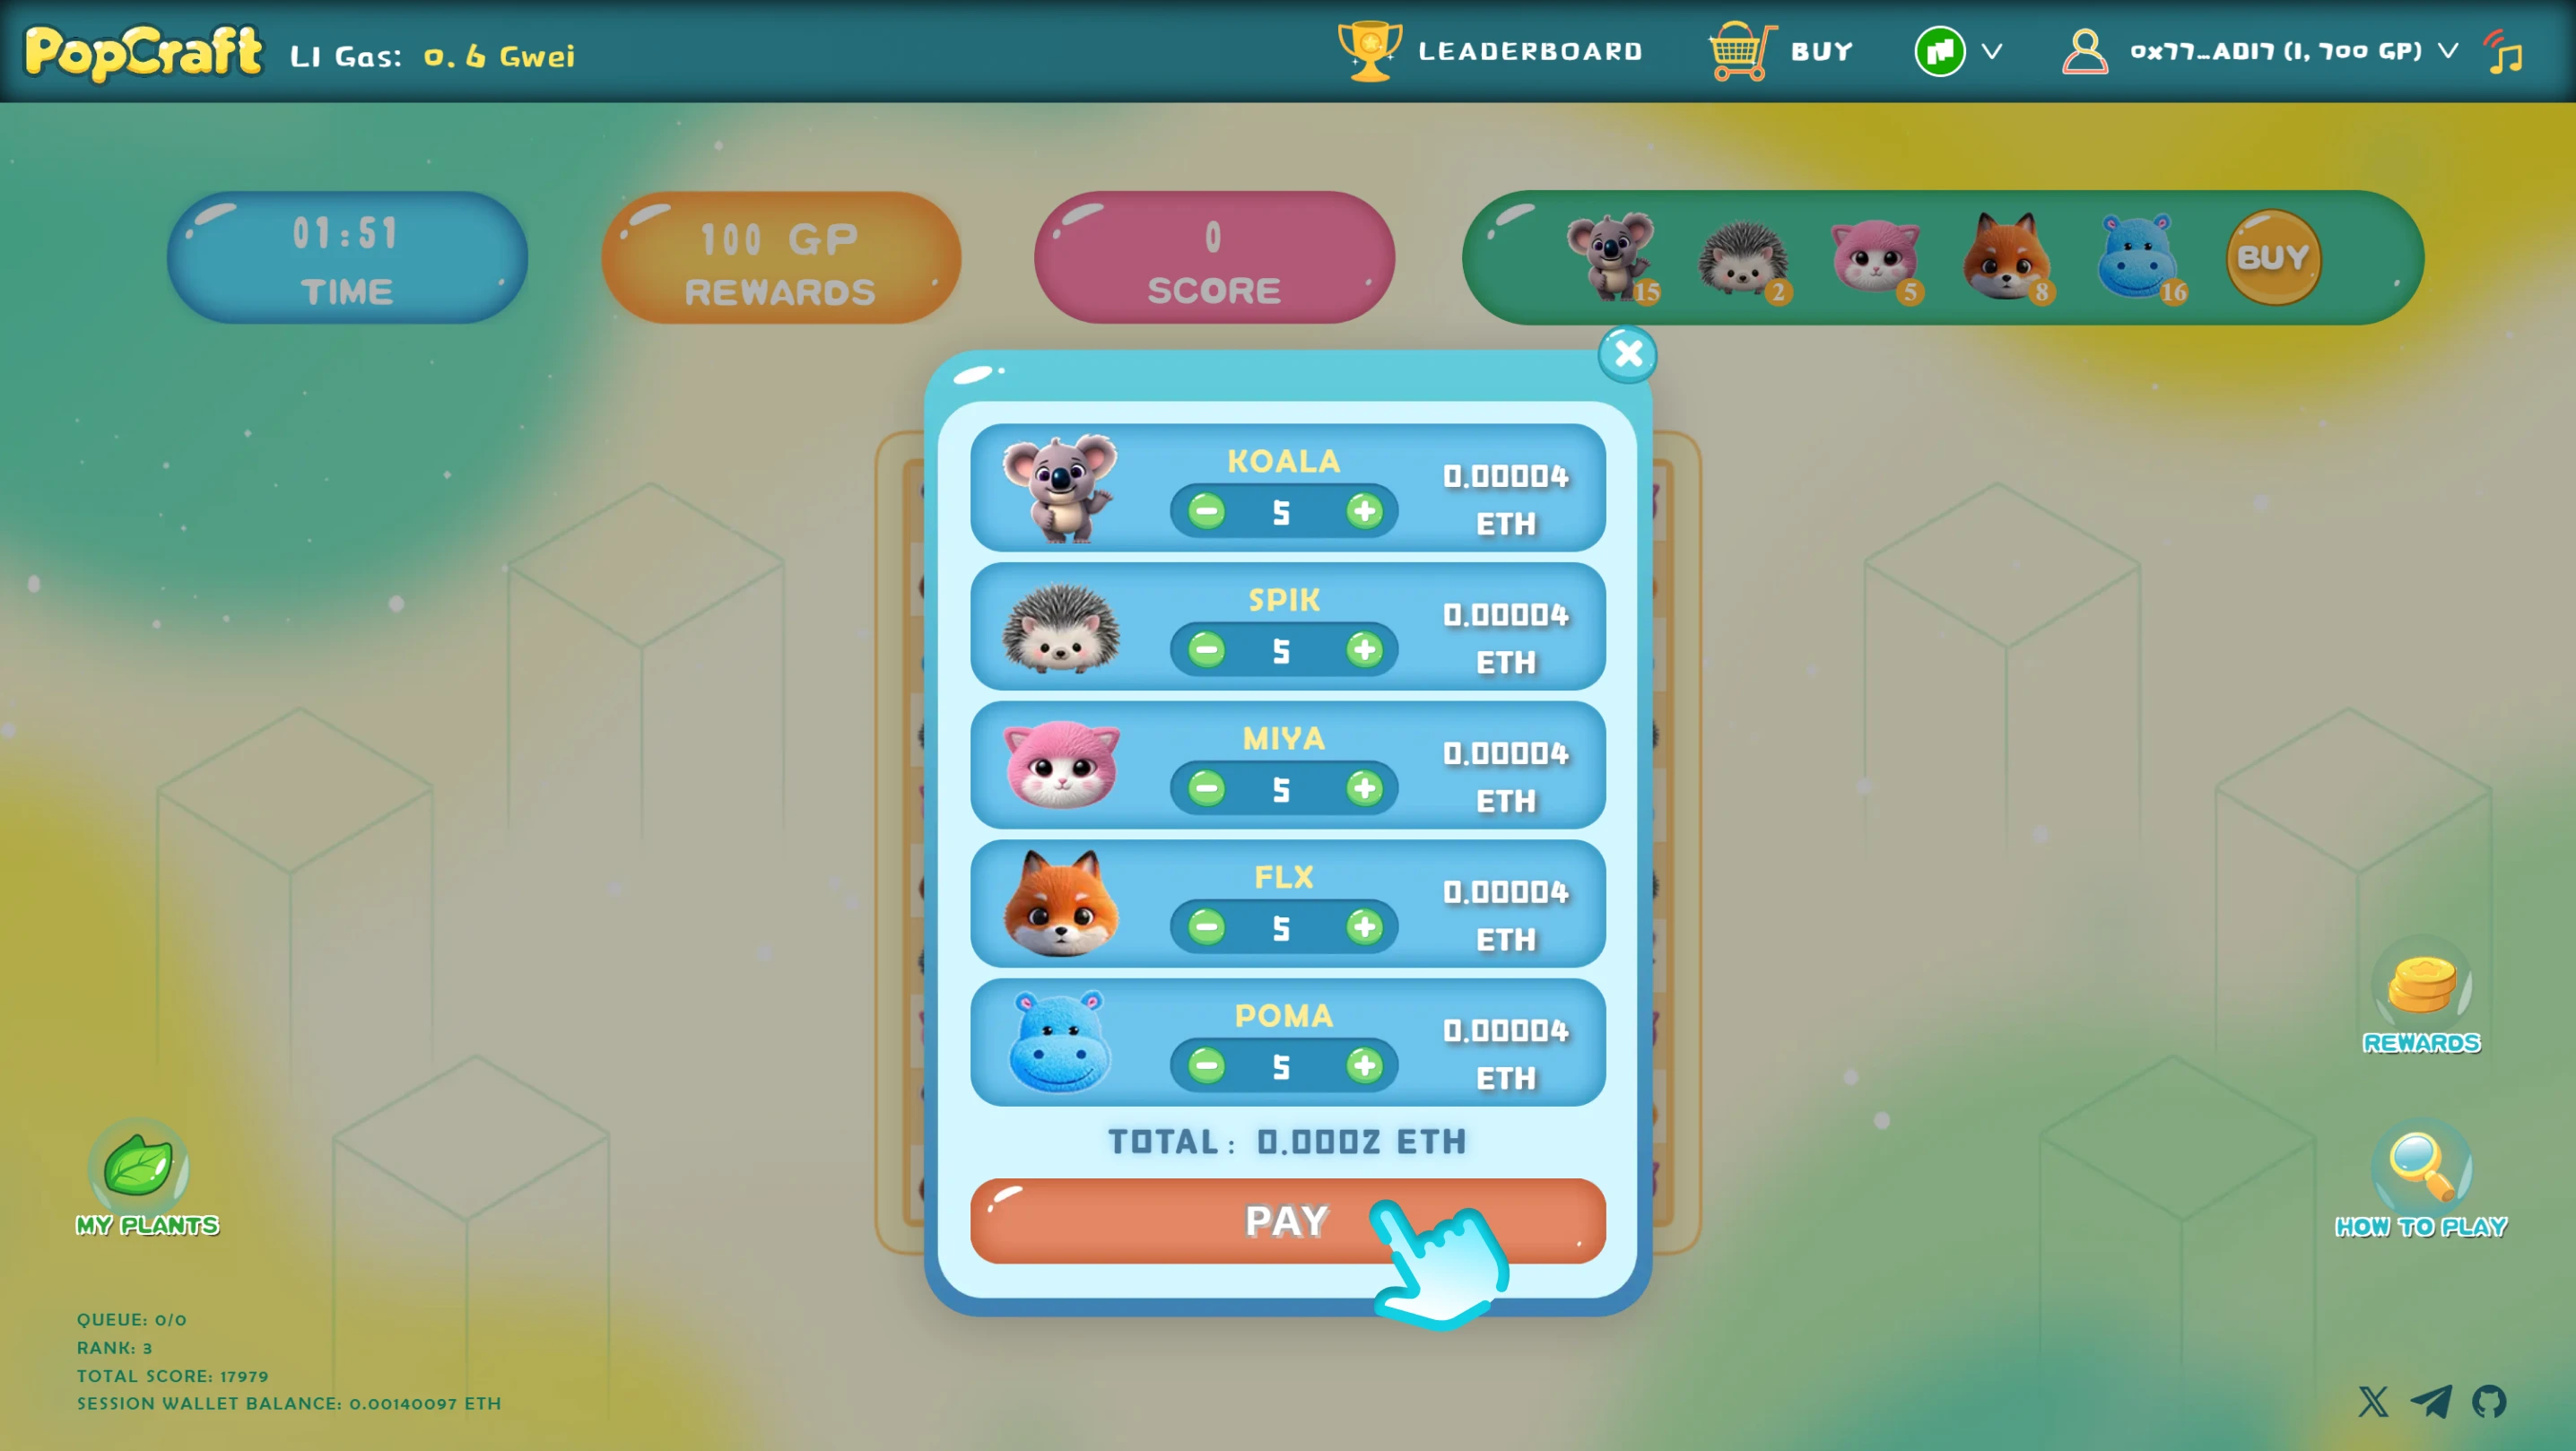 PopCraft
L1 Gas: 0.6 Gwei
LEADERBOARD
BUY
0x77...AD17 (1, 700 GP)
01:51
TIME
100 GP
REWARDS
0
SCORE
15
2
5
8
16
BUY
KOALA
5
0.00004
ETH
SPIK
5
0.00004
ETH
MIYA
5
0.00004
ETH
FLX
5
0.00004
ETH
POMA
5
0.00004
ETH
TOTAL: 0.0002 ETH
PAY
REWARDS
MY PLANTS
HOW TO PLAY
QUEUE: 0/0
RANK: 3
TOTAL SCORE: 17979
SESSION WALLET BALANCE: 0.00140097 ETH